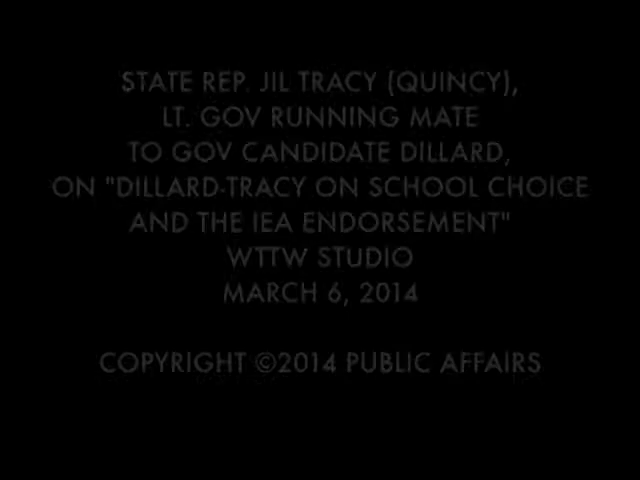 STATE REP. JIL TRACY (QUINCY),
LT. GOV RUNNING MATE
TO GOV CANDIDATE DILLARD,
ON "DILLARD-TRACY ON SCHOOL CHOICE
AND THE IEA ENDORSEMENT"
WTTW STUDIO
MARCH 6, 2014
COPYRIGHT ©2014 PUBLIC AFFAIRS